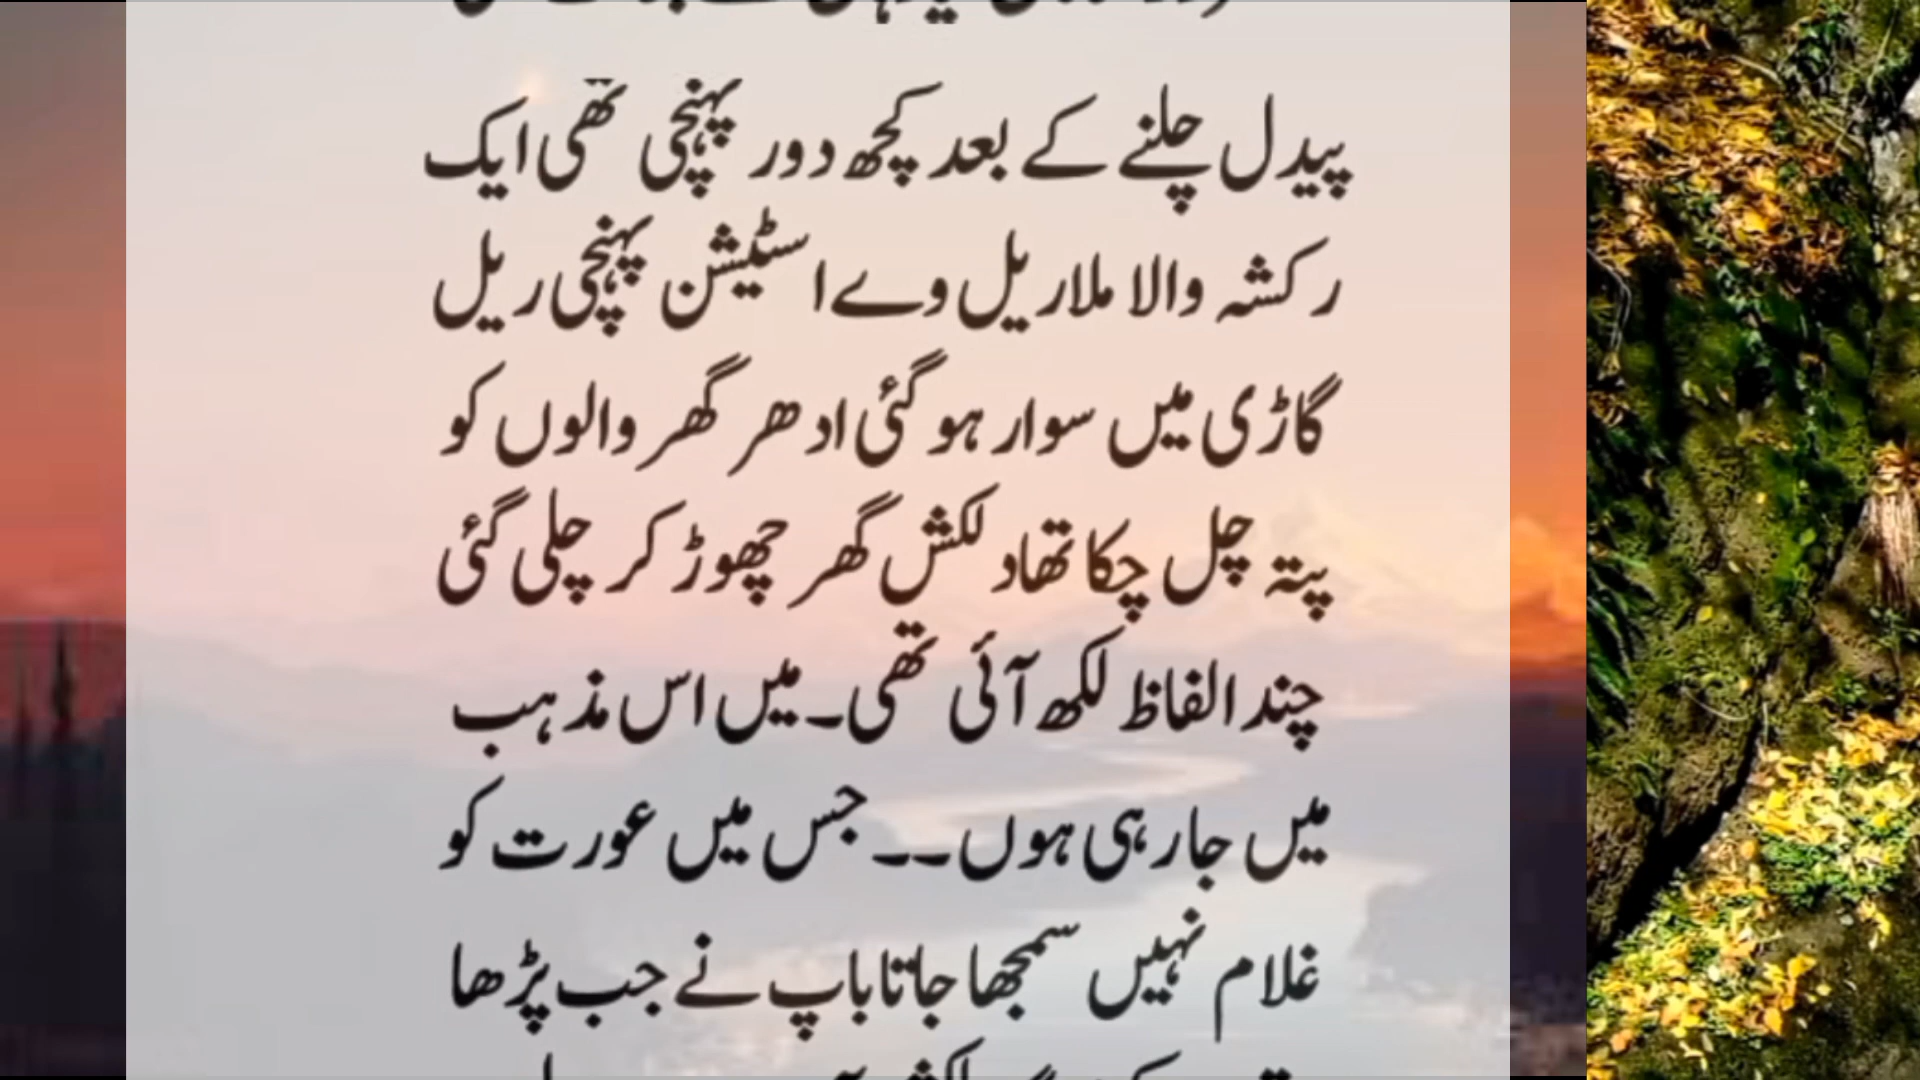 پیدل چلنے کے بعد کچھ دور پہنچی تھی ایک
رکشہ والا ملا ریل وے اسٹیشن پہنچی ریل
گاڑی میں سوار ہو گئی ادھر گھر والوں کو
پتہ چل چکا تھا دلکش گھر چھوڑ کر چلی گئی
چند الفاظ لکھ آئی تھی۔ میں اس مذہب
میں جا رہی ہوں۔۔ جس میں عورت کو
غلام نہیں سمجھا جاتا باپ نے جب پڑھا